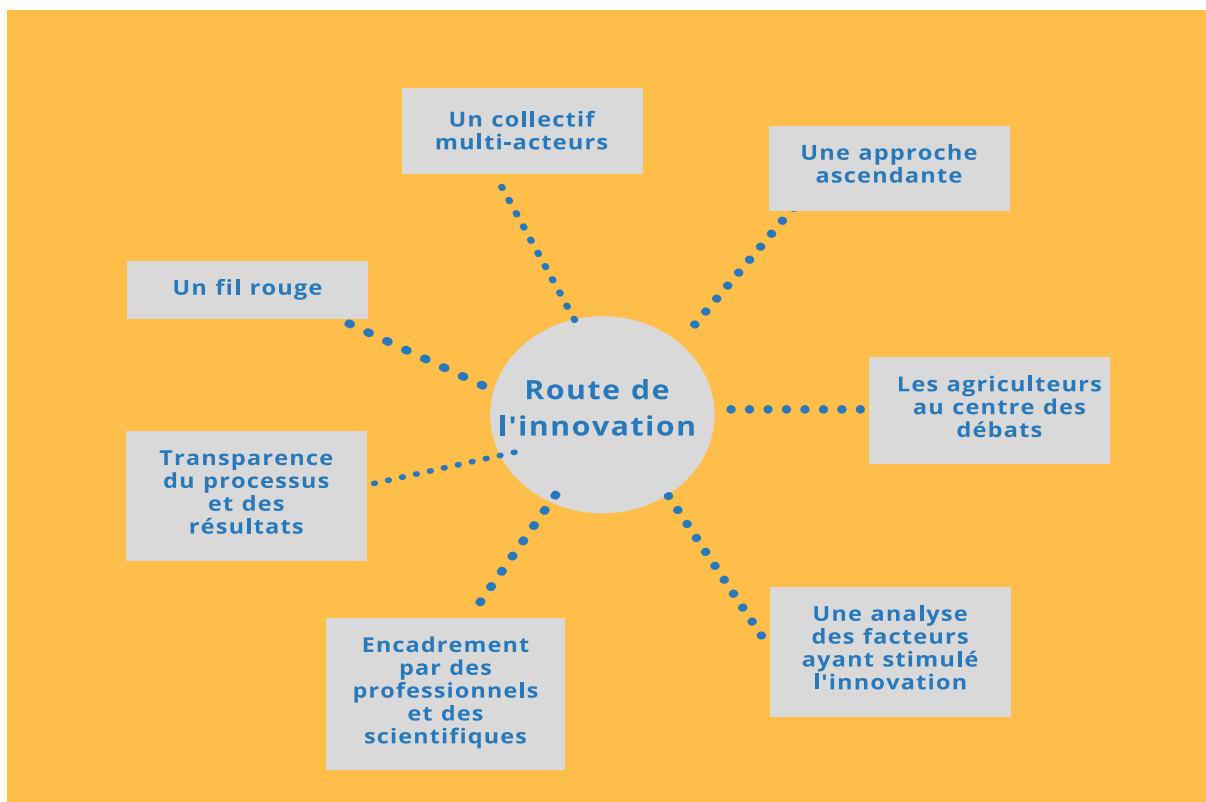 Un collectif
multi-acteurs
Une approche
ascendante
Un fil rouge
Route de
l'innovation
Les agriculteurs
au centre des
débats
Transparence
du processus
et des
résultats
Une analyse
des facteurs
ayant stimulé
l'innovation
Encadrement
par des
professionnels
et des
scientifiques